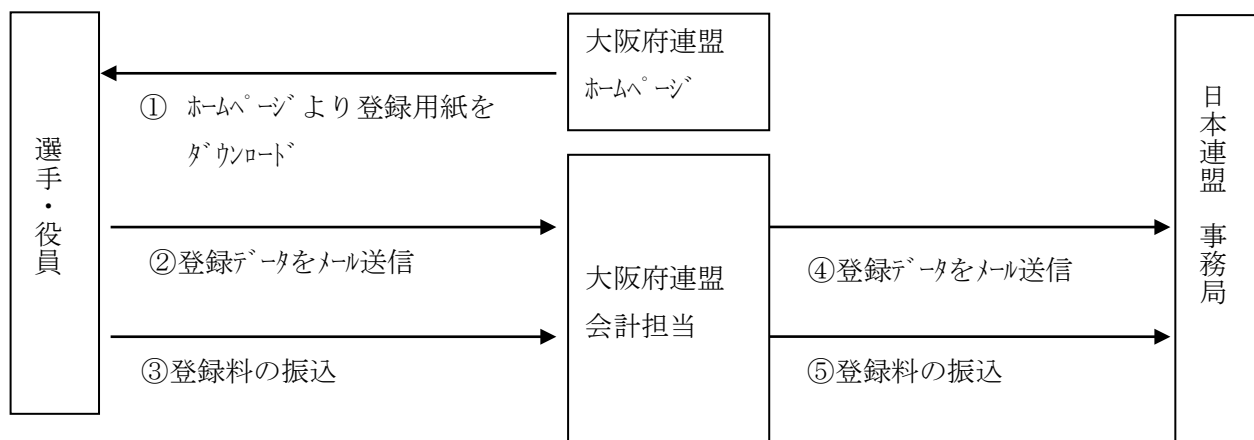 大阪府連盟
ﾎｰﾑﾍﾟｰｼﾞ
① ﾎｰﾑﾍﾟｰｼﾞより登録用紙を
ﾀﾞｳﾝﾛｰﾄﾞ
選手・役員
②登録ﾃﾞｰﾀをﾒｰﾙ送信
③登録料の振込
大阪府連盟
会計担当
④登録ﾃﾞｰﾀをﾒｰﾙ送信
⑤登録料の振込
日本連盟　事務局